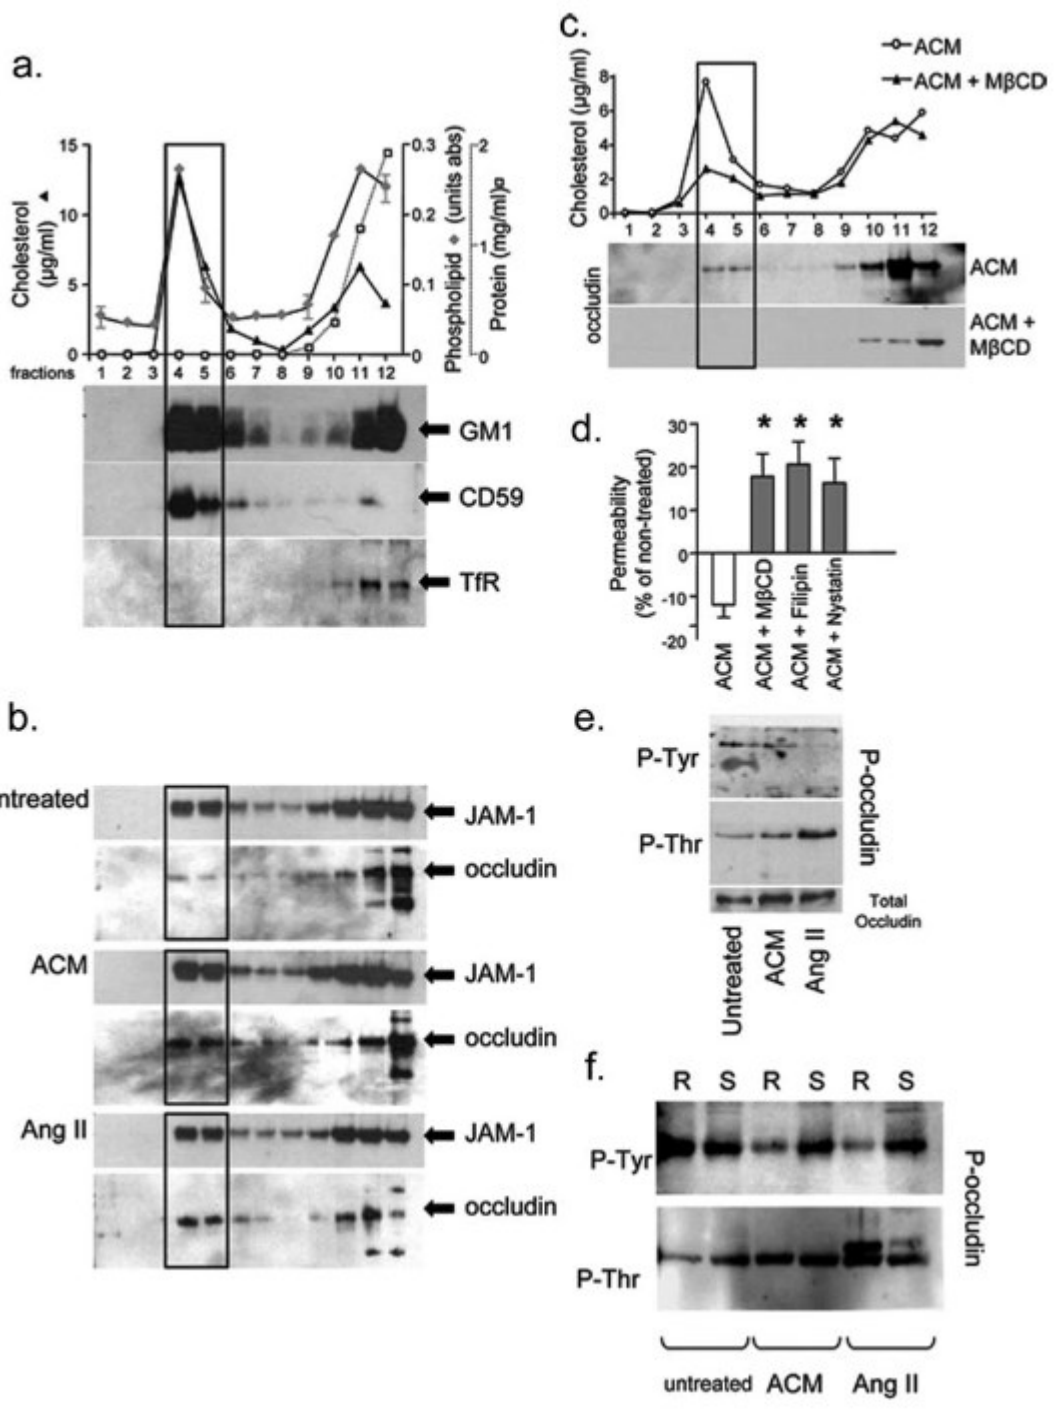 a.
15
10
5
0
Cholesterol
(µg/ml)
0.3
0.2
0.1
0
Phospholipid (units abs)
2
1
0
Protein (mg/ml)
fractions 1 2 3 4 5 6 7 8 9 10 11 12
GM1
CD59
TfR
b.
ntreated
JAM-1
occludin
ACM
JAM-1
occludin
Ang II
JAM-1
occludin
c.
ACM
ACM + MβCD
Cholesterol (µg/ml)
8
6
4
2
0
1 2 3 4 5 6 7 8 9 10 11 12
occludin
ACM
ACM +
MβCD
d.
Permeability
(% of non-treated)
30
20
10
0
-10
-20
* * *
ACM
ACM + MβCD
ACM + Filipin
ACM + Nystatin
e.
P-Tyr
P-Thr
P-occludin
Total
Occludin
Untreated
ACM
Ang II
f.
R S R S R S
P-Tyr
P-Thr
P-occludin
untreated ACM Ang II